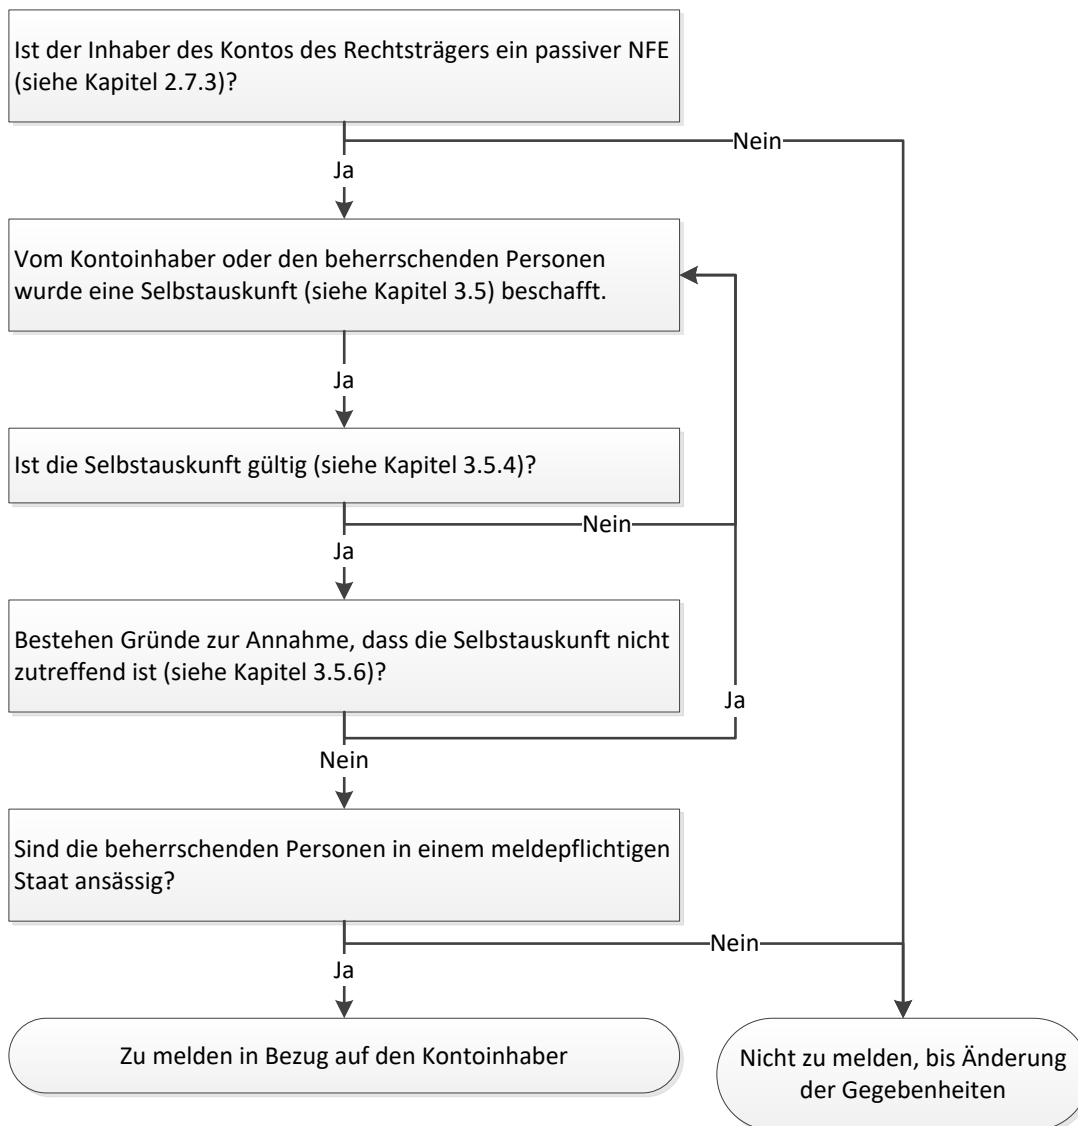 Ist der Inhaber des Kontos des Rechtsträgers ein passiver NFE
(siehe Kapitel 2.7.3)?
Nein
Ja
Vom Kontoinhaber oder den beherrschenden Personen
wurde eine Selbstauskunft (siehe Kapitel 3.5) beschafft.
Ja
Ist die Selbstauskunft gültig (siehe Kapitel 3.5.4)?
Nein
Ja
Bestehen Gründe zur Annahme, dass die Selbstauskunft nicht
zutreffend ist (siehe Kapitel 3.5.6)?
Ja
Nein
Sind die beherrschenden Personen in einem meldepflichtigen
Staat ansässig?
Nein
Ja
Zu melden in Bezug auf den Kontoinhaber
Nicht zu melden, bis Änderung
der Gegebenheiten